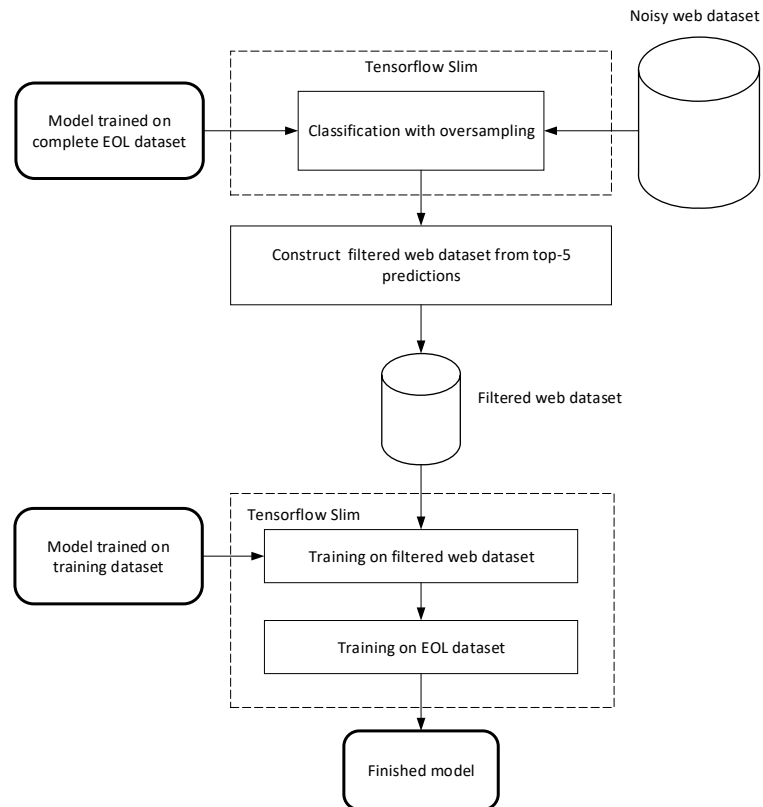 Noisy web dataset
Tensorflow Slim
Model trained on
complete EOL dataset
Classification with oversampling
Construct filtered web dataset from top-5
predictions
Filtered web dataset
Tensorflow Slim
Model trained on
training dataset
Training on filtered web dataset
Training on EOL dataset
Finished model